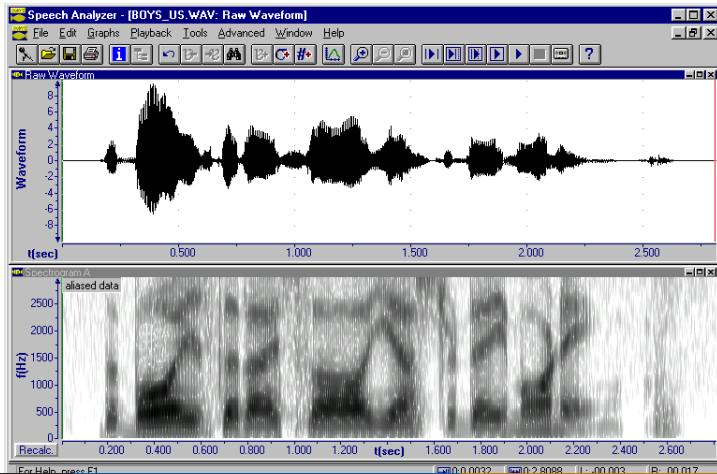 Speech Analyzer - [BOYS_US.WAV: Raw Waveform]
File Edit Graphs Playback Tools Advanced Window Help
Raw Waveform
8
6
4
2
0
-2
-4
-6
-8
Waveform
t(sec) 0.500 1.000 1.500 2.000 2.500
Spectrogram A
aliased data
2500
2000
1500
1000
500
0
f(Hz)
Recalc. 0.200 0.400 0.600 0.800 1.000 1.200 t(sec) 1.600 1.800 2.000 2.200 2.400 2.600
For Help, press F1 0:0.0032 0:2.8088 L: -00.003 R: 00.017